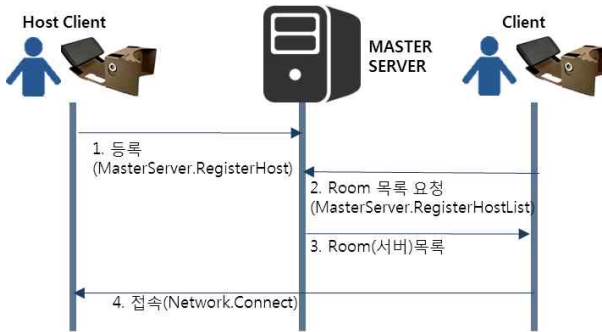 Host Client
MASTER
SERVER
Client
1. 등록
(MasterServer.RegisterHost)
2. Room 목록 요청
(MasterServer.RegisterHostList)
3. Room(서버)목록
4. 접속(Network.Connect)